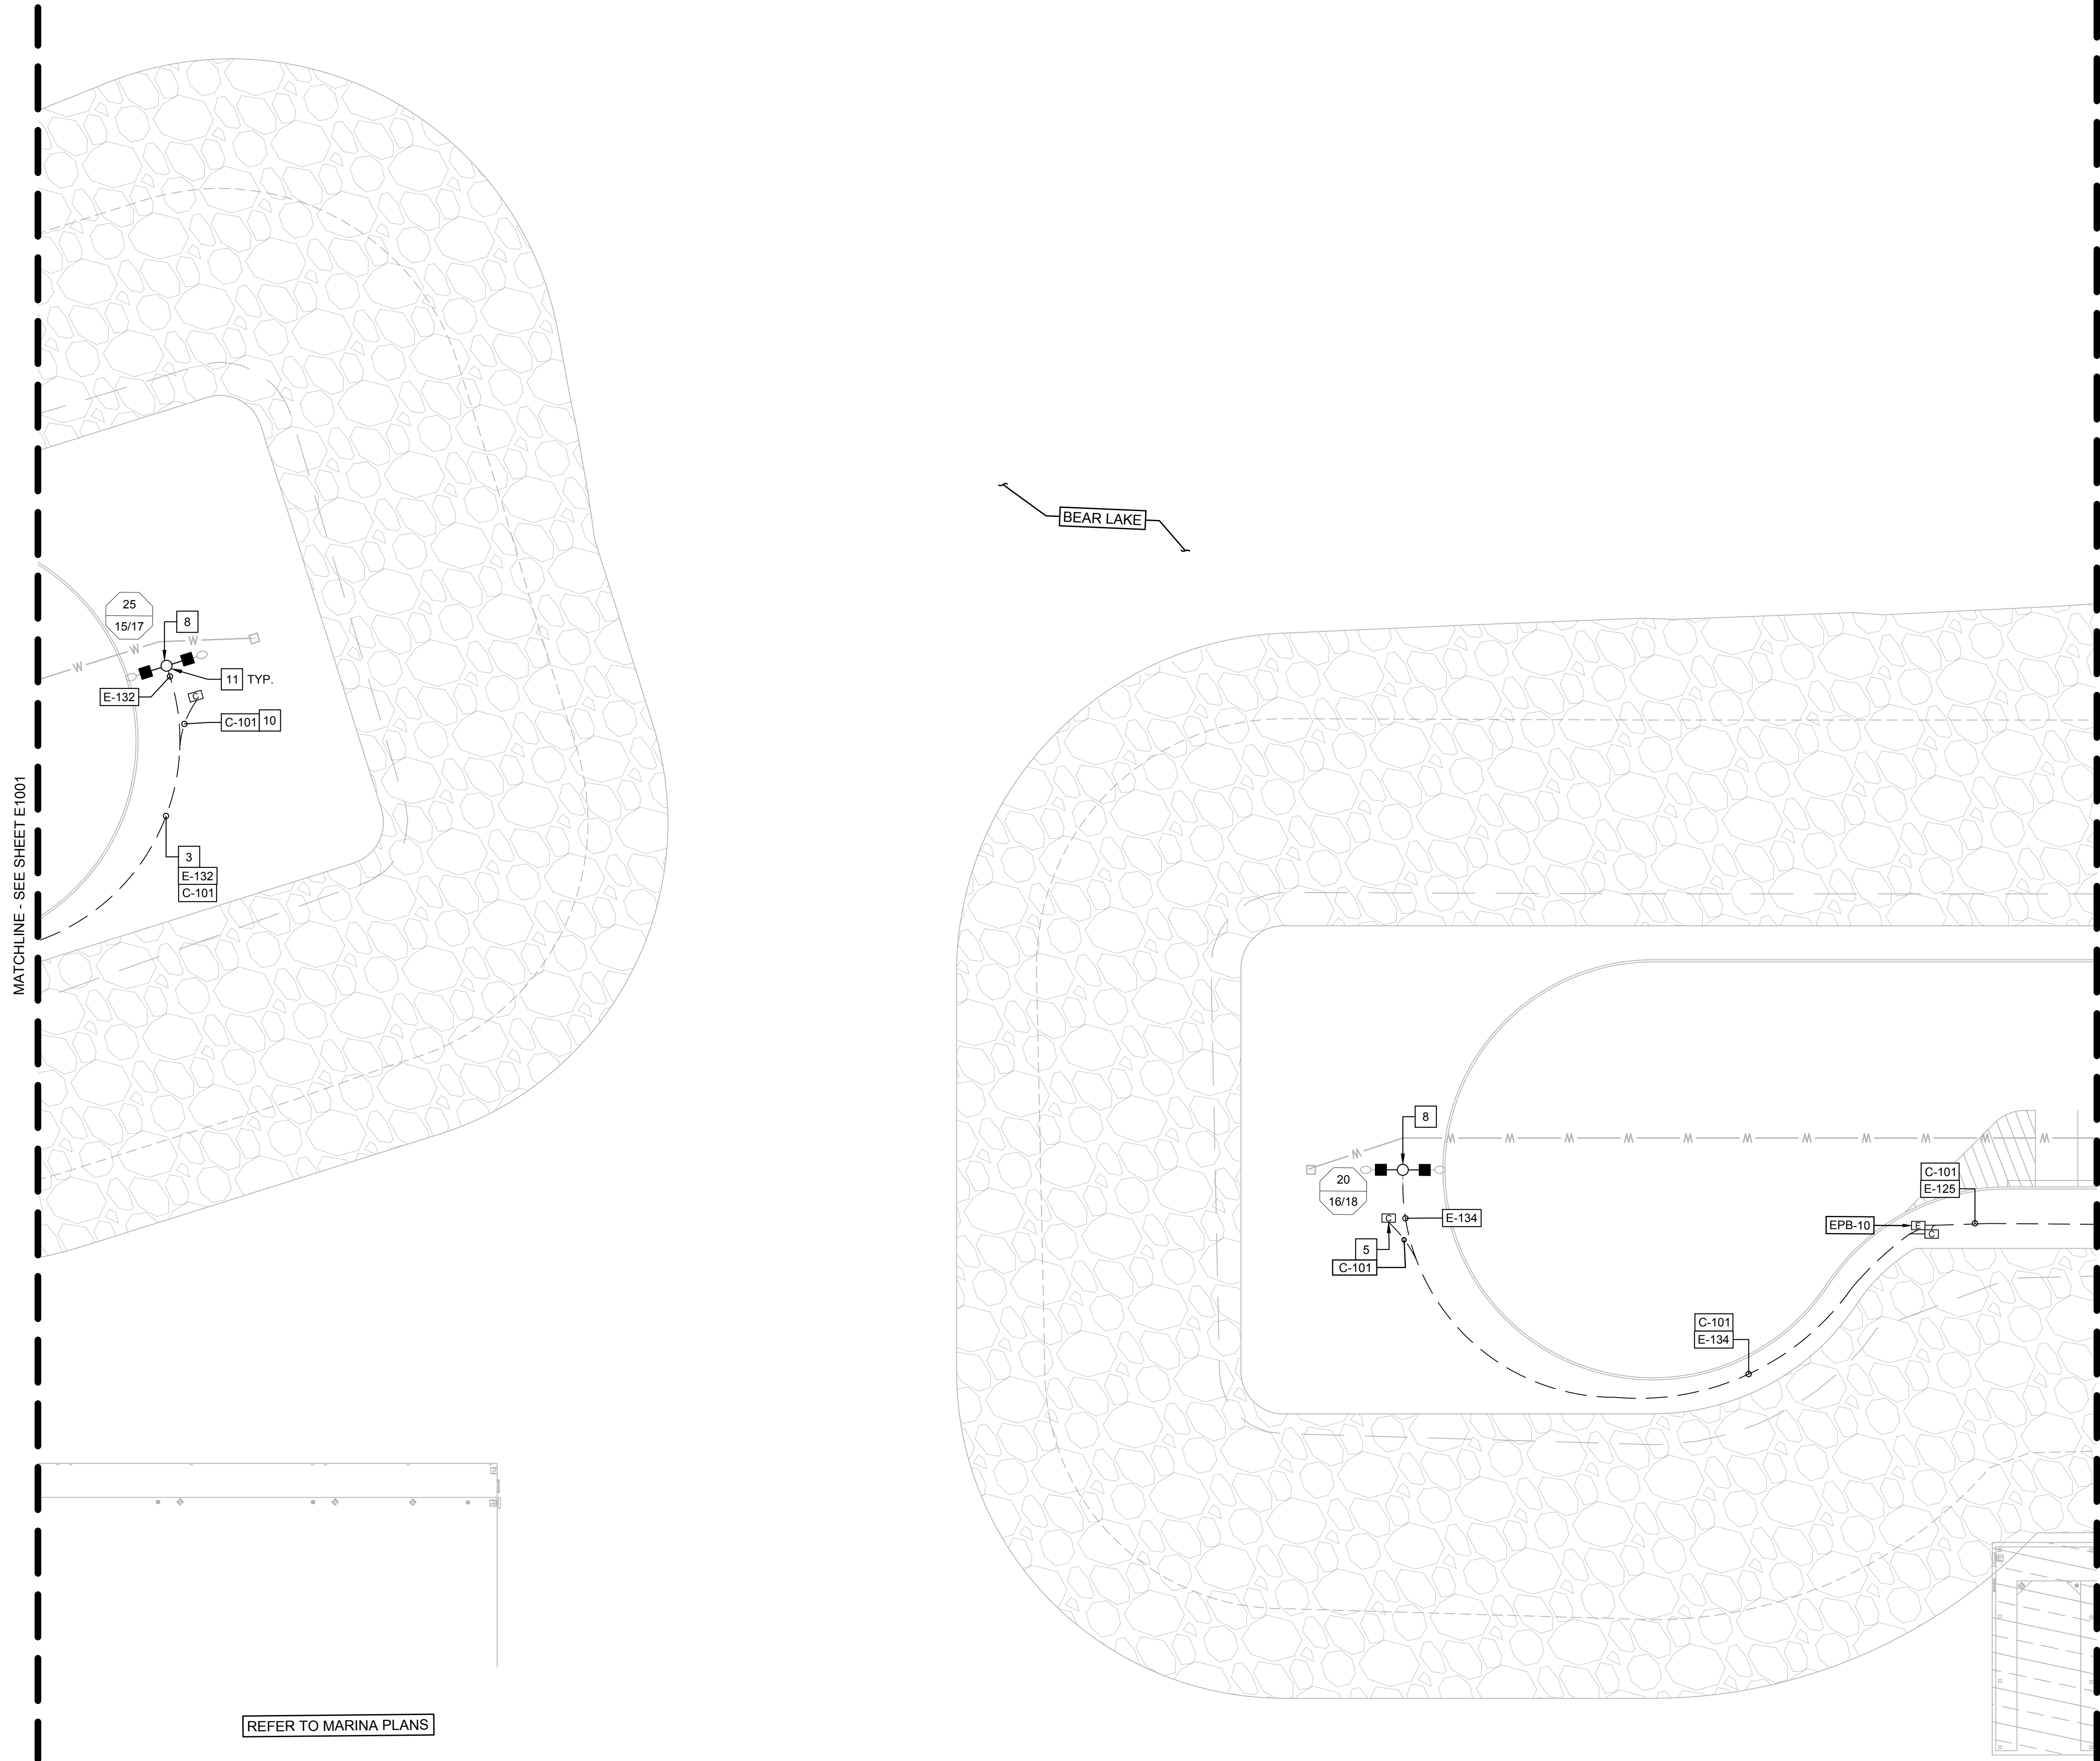 BEAR LAKE
25
15/17
8
W
W
W
11 TYP.
E-132
C
C-101 10
MATCHLINE - SEE SHEET E1001
3
E-132
C-101
8
W W W W W W W W W W W W
20
16/18
C-101
E-125
C
E-134
EPB-10
E
C
5
C-101
C-101
E-134
REFER TO MARINA PLANS